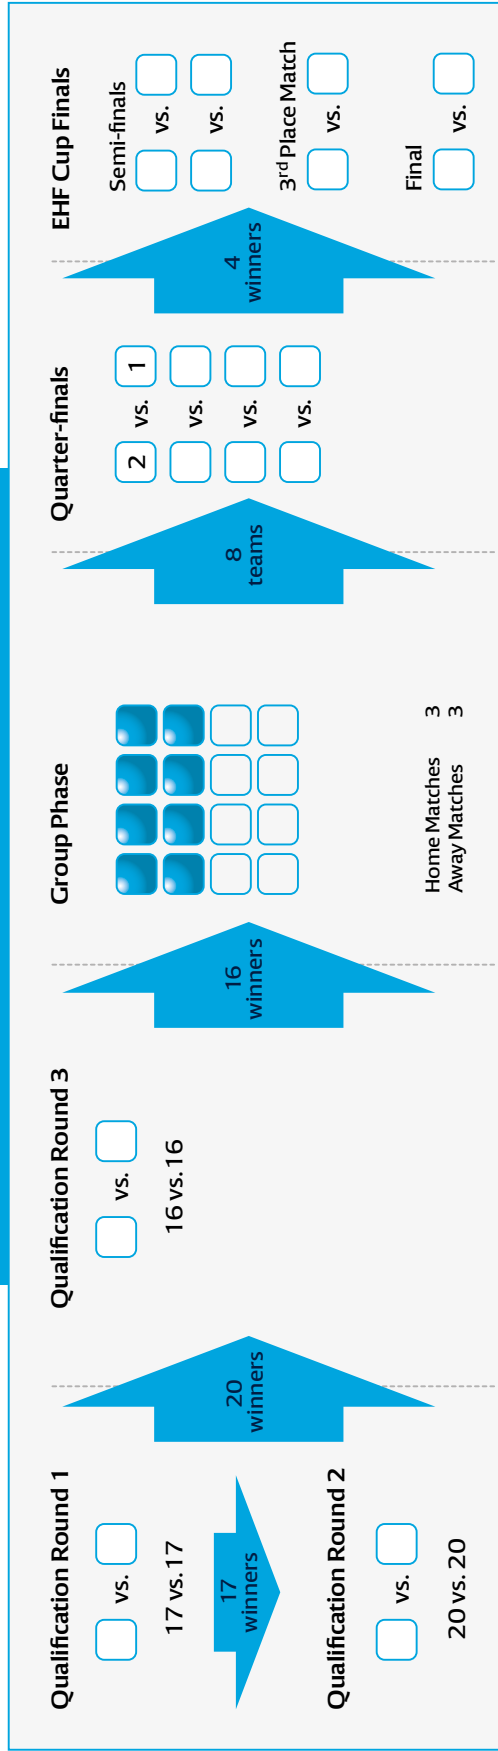 Qualification Round 1
vs.
17 vs. 17
17
winners
Qualification Round 2
vs.
20 vs. 20
20
winners
Qualification Round 3
vs.
16 vs. 16
16
winners
Group Phase
Home Matches 3
Away Matches 3
8
teams
Quarter-finals
2 vs. 1
vs.
vs.
vs.
4
winners
EHF Cup Finals
Semi-finals
vs.
vs.
3rd Place Match
vs.
Final
vs.